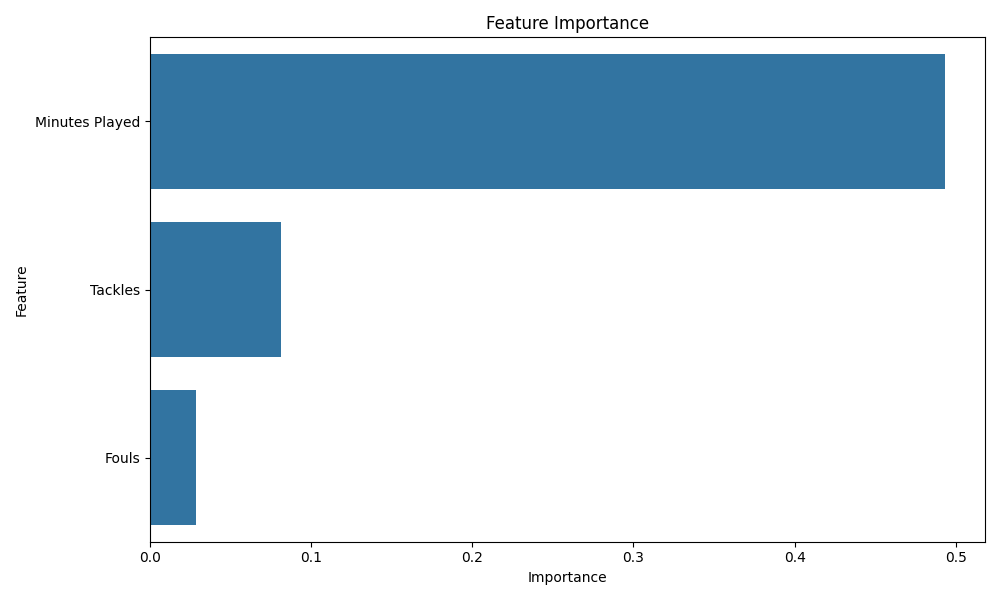 Feature Importance
Minutes Played
Tackles
Fouls
Feature
0.0 0.1 0.2 0.3 0.4 0.5
Importance